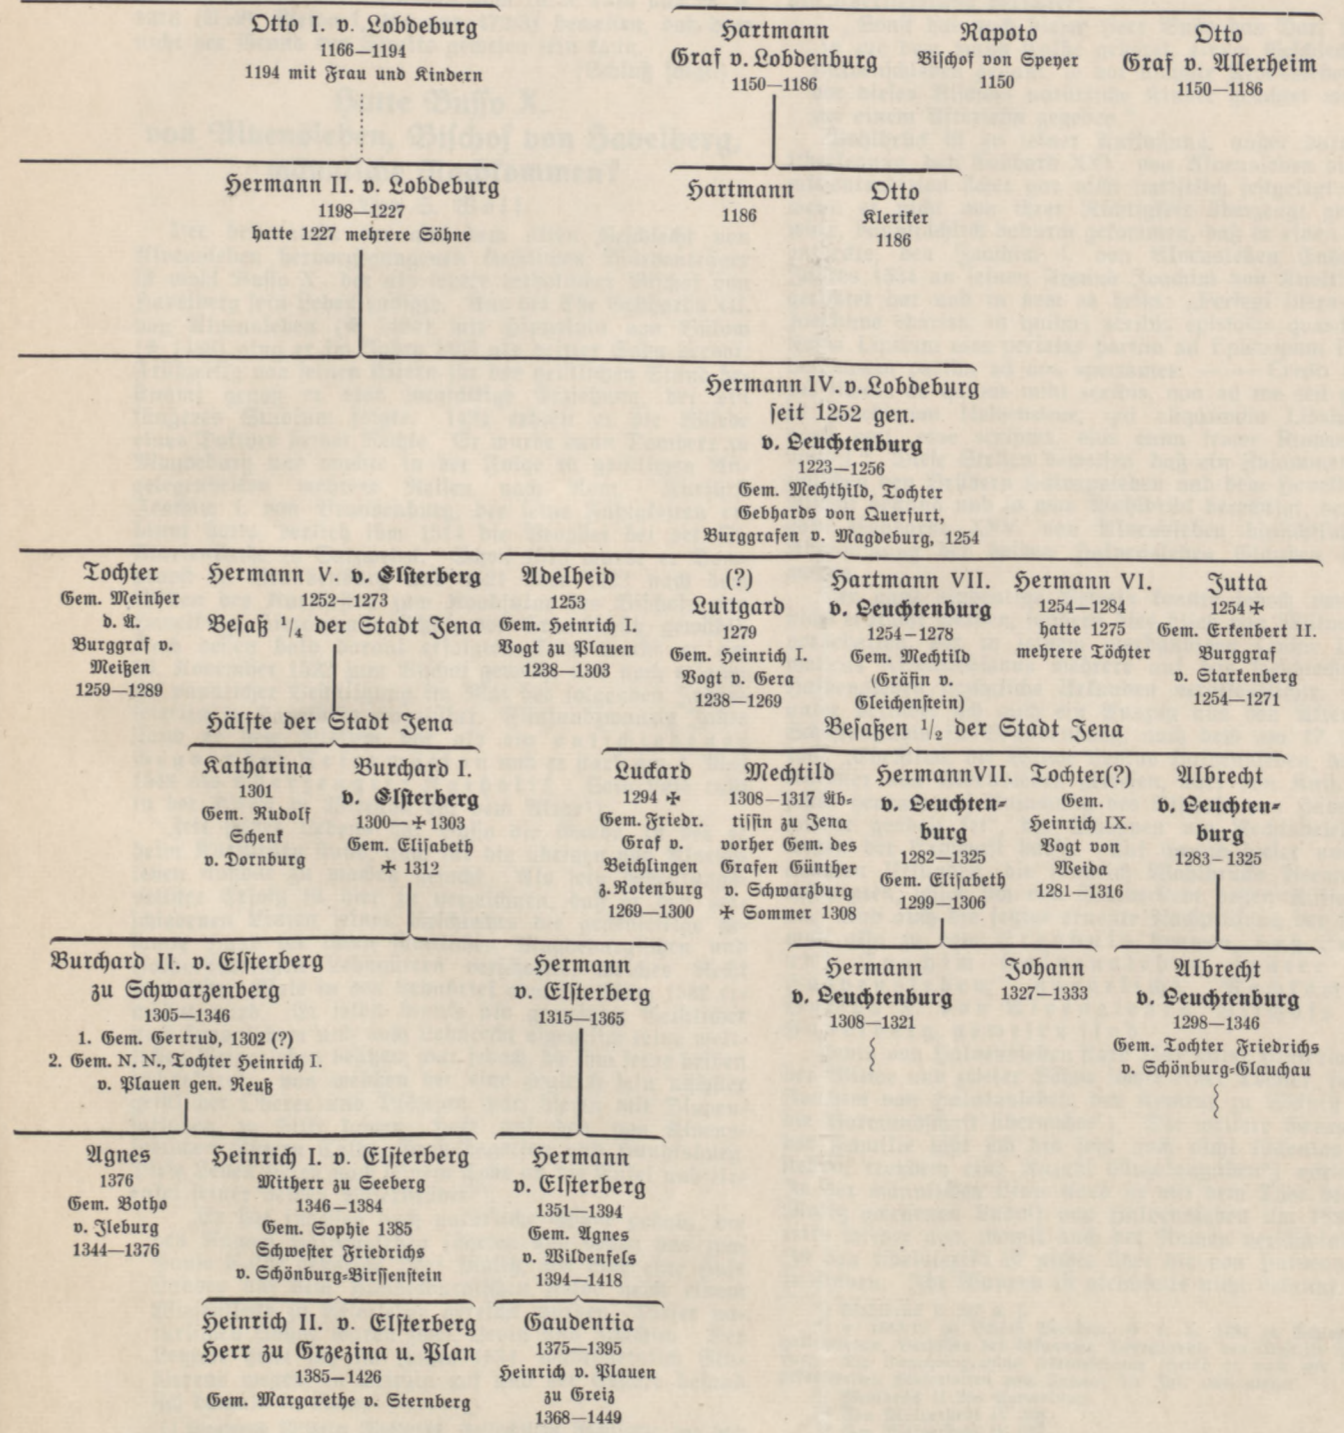 Otto I. v. Lobdeburg
1166—1194
1194 mit Frau und Kindern
Hartmann
Graf v. Lobdenburg
1150—1186
Rapoto
Bischof von Speyer
1150
Otto
Graf v. Allerheim
1150—1186
Hermann II. v. Lobdeburg
1198—1227
hatte 1227 mehrere Söhne
Hartmann
1186
Otto
Kleriker
1186
Hermann IV. v. Lobdeburg
seit 1252 gen.
v. Leuchtenburg
1223—1256
Gem. Mechthild, Tochter
Gebhards von Querfurt,
Burggrafen v. Magdeburg, 1254
Tochter
Gem. Meinher
d. A.
Burggraf v.
Meißen
1259—1289
Hermann V. v. Elsterberg
1252—1273
Besaß 1/4 der Stadt Jena
Adelheid
1253
Gem. Heinrich I.
Vogt zu Plauen
1238—1303
(?)
Luitgard
1279
Gem. Heinrich I.
Vogt v. Gera
1238—1269
Hartmann VII.
v. Leuchtenburg
1254—1278
Gem. Mechtild
(Gräfin v.
Gleichenstein)
Hermann VI.
1254—1284
hatte 1275
mehrere Töchter
Jutta
1254 ✠
Gem. Erkenbert II.
Burggraf
v. Starkenberg
1254—1271
Hälfte der Stadt Jena
Besaßen 1/2 der Stadt Jena
Katharina
1301
Gem. Rudolf
Schenk
v. Dornburg
Burchard I.
v. Elsterberg
1300—✠ 1303
Gem. Elisabeth
✠ 1312
Luckard
1294 ✠
Gem. Friedr.
Graf v.
Beichlingen
z. Rotenburg
1269—1300
Mechtild
1308—1317 Äb-
tissin zu Jena
vorher Gem. des
Grafen Günther
v. Schwarzburg
✠ Sommer 1308
Hermann VII.
v. Leuchten-
burg
1282—1325
Gem. Elisabeth
1299—1306
Tochter(?)
Gem.
Heinrich IX.
Vogt von
Weida
1281—1316
Albrecht
v. Leuchten-
burg
1283—1325
Burchard II. v. Elsterberg
zu Schwarzenberg
1305—1346
1. Gem. Gertrud, 1302 (?)
2. Gem. N. N., Tochter Heinrich I.
v. Plauen gen. Reuß
Hermann
v. Elsterberg
1315—1365
Hermann
v. Leuchtenburg
1308—1321
Johann
1327—1333
Albrecht
v. Leuchtenburg
1298—1346
Gem. Tochter Friedrichs
v. Schönburg-Glauchau
Agnes
1376
Gem. Botho
v. Ileburg
1344—1376
Heinrich I. v. Elsterberg
Mitherr zu Seeberg
1346—1384
Gem. Sophie 1385
Schwester Friedrichs
v. Schönburg-Birssenstein
Hermann
v. Elsterberg
1351—1394
Gem. Agnes
v. Wildenfels
1394—1418
Heinrich II. v. Elsterberg
Herr zu Grzezina u. Plan
1385—1426
Gem. Margarethe v. Sternberg
Gaudentia
1375—1395
Heinrich v. Plauen
zu Greiz
1368—1449